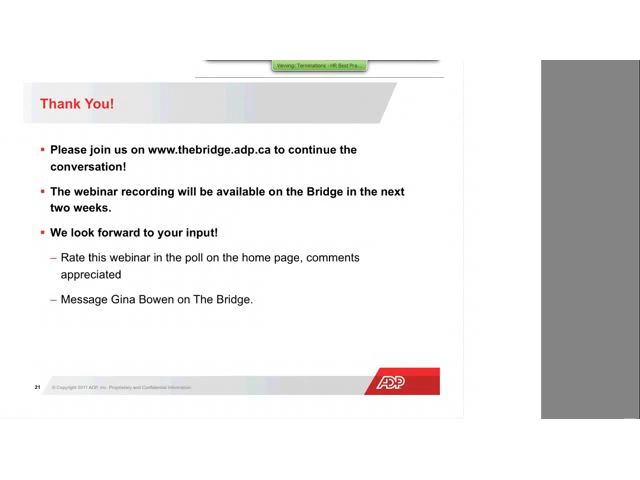 Viewing: Terminations - HR Best Pra...
Thank You!
▪ Please join us on www.thebridge.adp.ca to continue the
conversation!
▪ The webinar recording will be available on the Bridge in the next
two weeks.
▪ We look forward to your input!
– Rate this webinar in the poll on the home page, comments
appreciated
– Message Gina Bowen on The Bridge.
21 © Copyright 2011 ADP, Inc. Proprietary and Confidential Information.
ADP